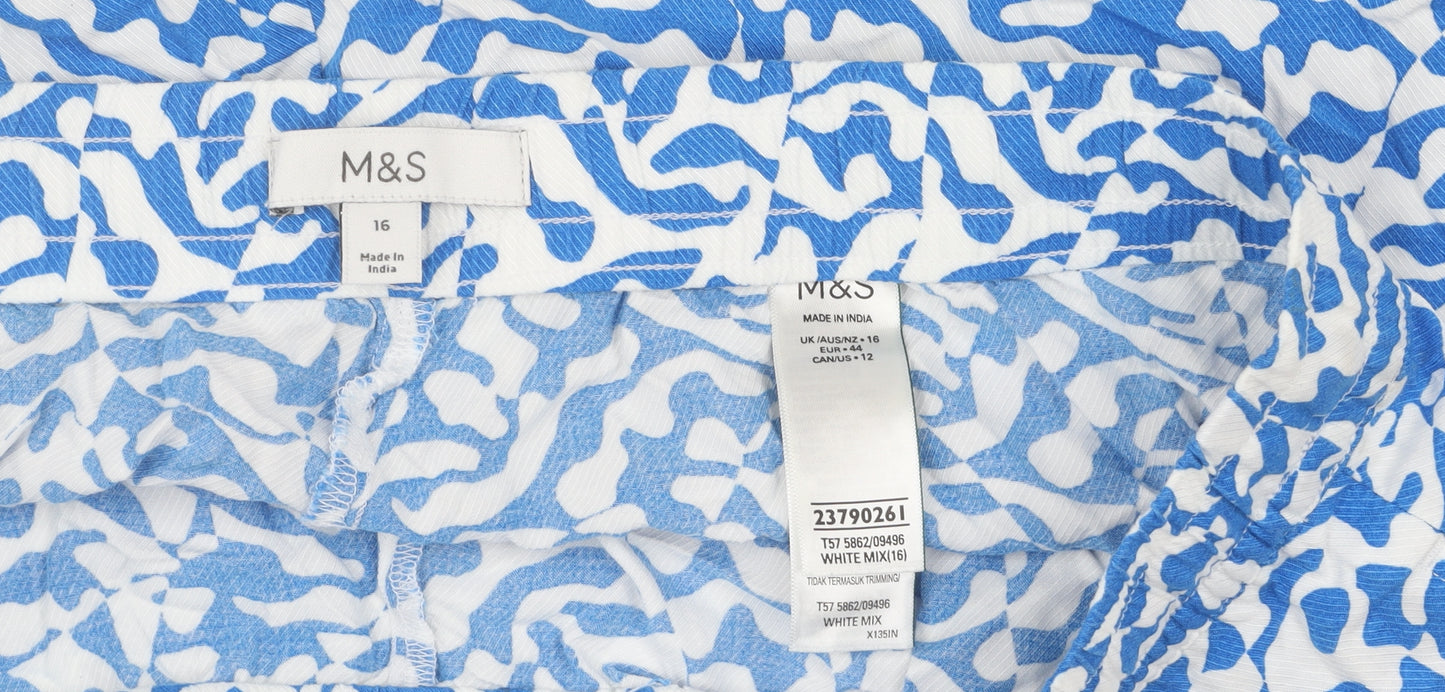 M&S
16
Made in
India
M&S
MADE IN INDIA
UK/AUS/NZ • 16
EUR • 44
CAN/US • 12
23790261
T57 5862/09496
WHITE MIX(16)
TIDAK TERMASUK TRIMMING/
T57 5862/09496
WHITE MIX
X135IN